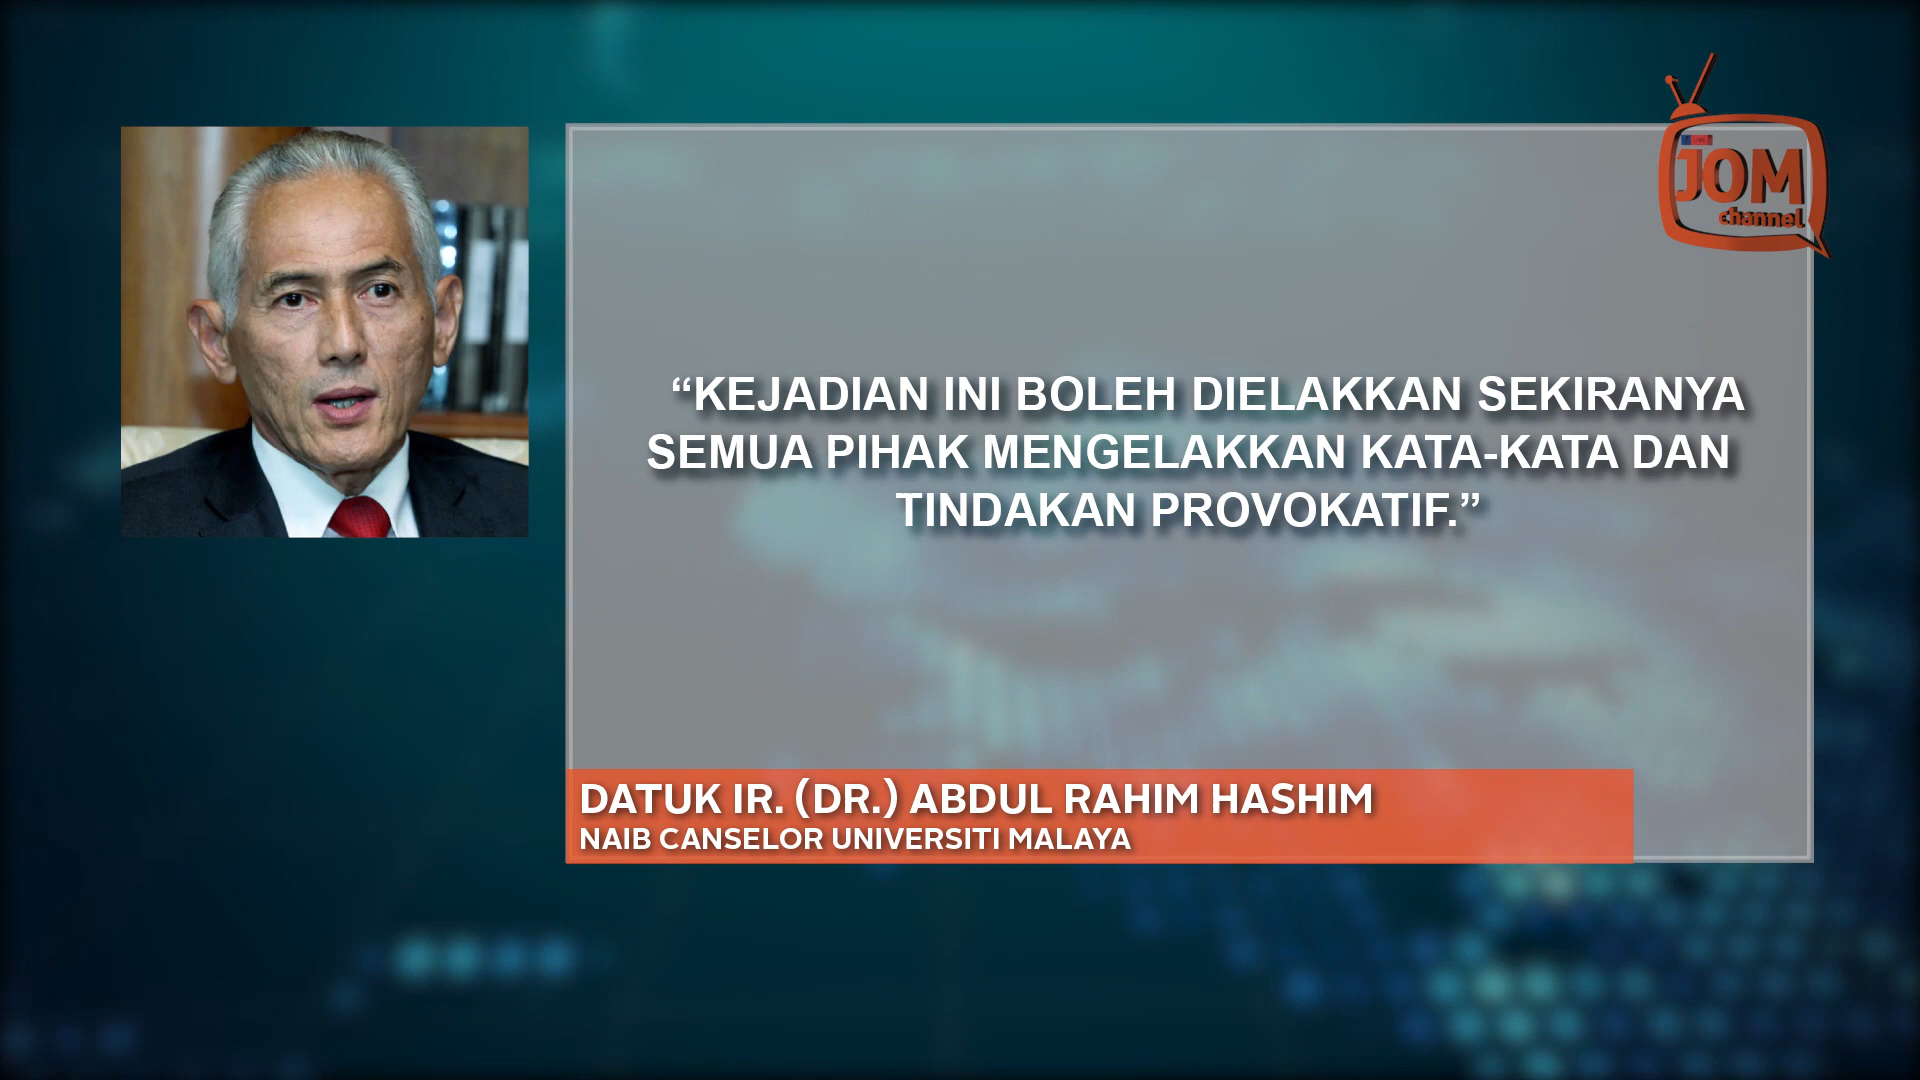 JOM
channel
“KEJADIAN INI BOLEH DIELAKKAN SEKIRANYA
SEMUA PIHAK MENGELAKKAN KATA-KATA DAN
TINDAKAN PROVOKATIF.”
DATUK IR. (DR.) ABDUL RAHIM HASHIM
NAIB CANSELOR UNIVERSITI MALAYA